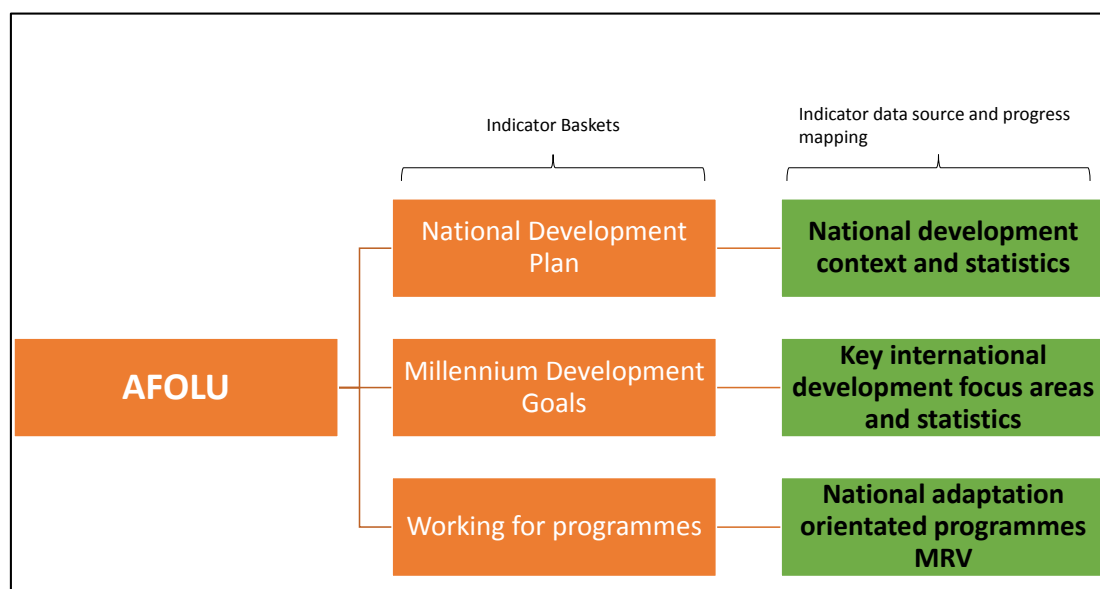 Indicator Baskets
Indicator data source and progress
mapping
National Development
Plan
National development
context and statistics
AFOLU
Millennium Development
Goals
Key international
development focus areas
and statistics
Working for programmes
National adaptation
orientated programmes
MRV